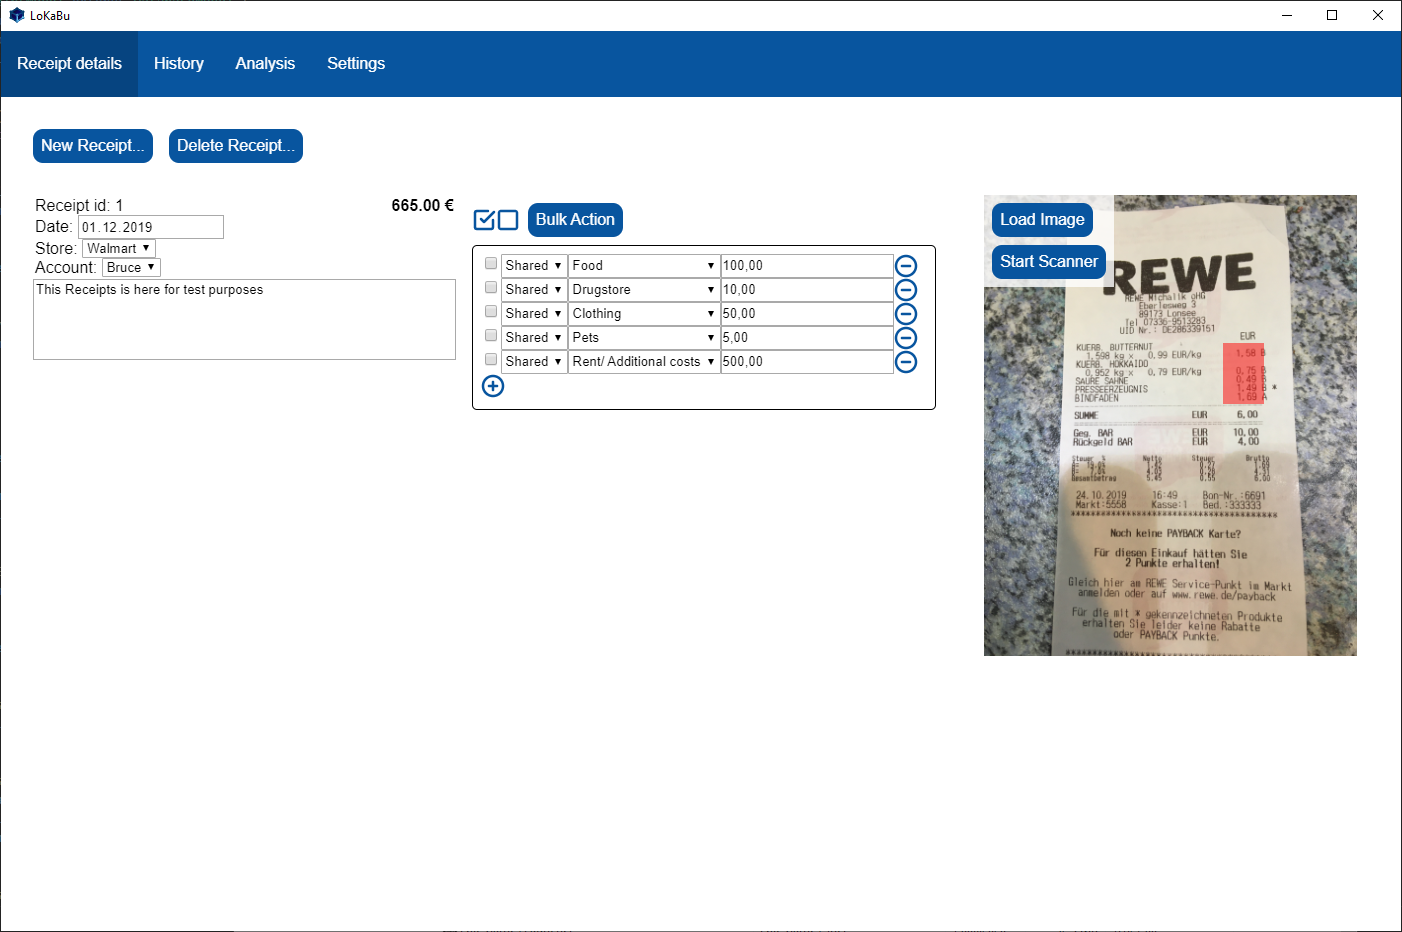 LoKaBu
Receipt details History Analysis Settings
New Receipt... Delete Receipt...
Receipt id: 1 665.00 €
Date: 01.12.2019
Store: Walmart
Account: Bruce
This Receipts is here for test purposes
Bulk Action
Shared Food 100,00
Shared Drugstore 10,00
Shared Clothing 50,00
Shared Pets 5,00
Shared Rent/ Additional costs 500,00
Load Image
Start Scanner
REWE
REWE Michalik oHG
Eberlesweg 3
89173 Lonsee
Tel 07336-9513283
UID Nr.: DE286339151
EUR
KUERB. BUTTERNUT 1,58 B
1,598 kg x 0,99 EUR/kg
KUERB. HOKKAIDO 0,75 B
0,952 kg x 0,79 EUR/kg
SAURE SAHNE 0,49 B
PRESSEERZEUGNIS 1,49 B *
BINDFADEN 1,69 A
SUMME EUR 6,00
Geg. BAR EUR 10,00
Rückgeld BAR EUR 4,00
Steuer % Netto Steuer Brutto
Gesamtbetrag 5,45 0,55 6,00
24.10.2019 16:49 Bon-Nr.:6691
Markt:5558 Kasse:1 Bed.:333333
****************************************
Noch keine PAYBACK Karte?
Für diesen Einkauf hätten Sie
2 Punkte erhalten!
Gleich hier am REWE Service-Punkt im Markt
anmelden oder auf www.rewe.de/payback
Für die mit * gekennzeichneten Produkte
erhalten Sie leider keine Rabatte
oder PAYBACK Punkte.